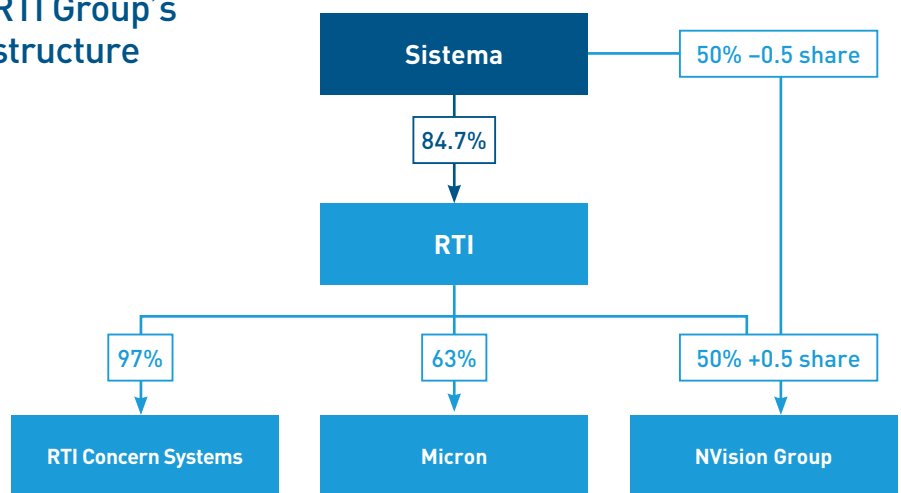 RTI Group's
structure
Sistema
50% –0.5 share
84.7%
RTI
97%
63%
50% +0.5 share
RTI Concern Systems
Micron
NVision Group